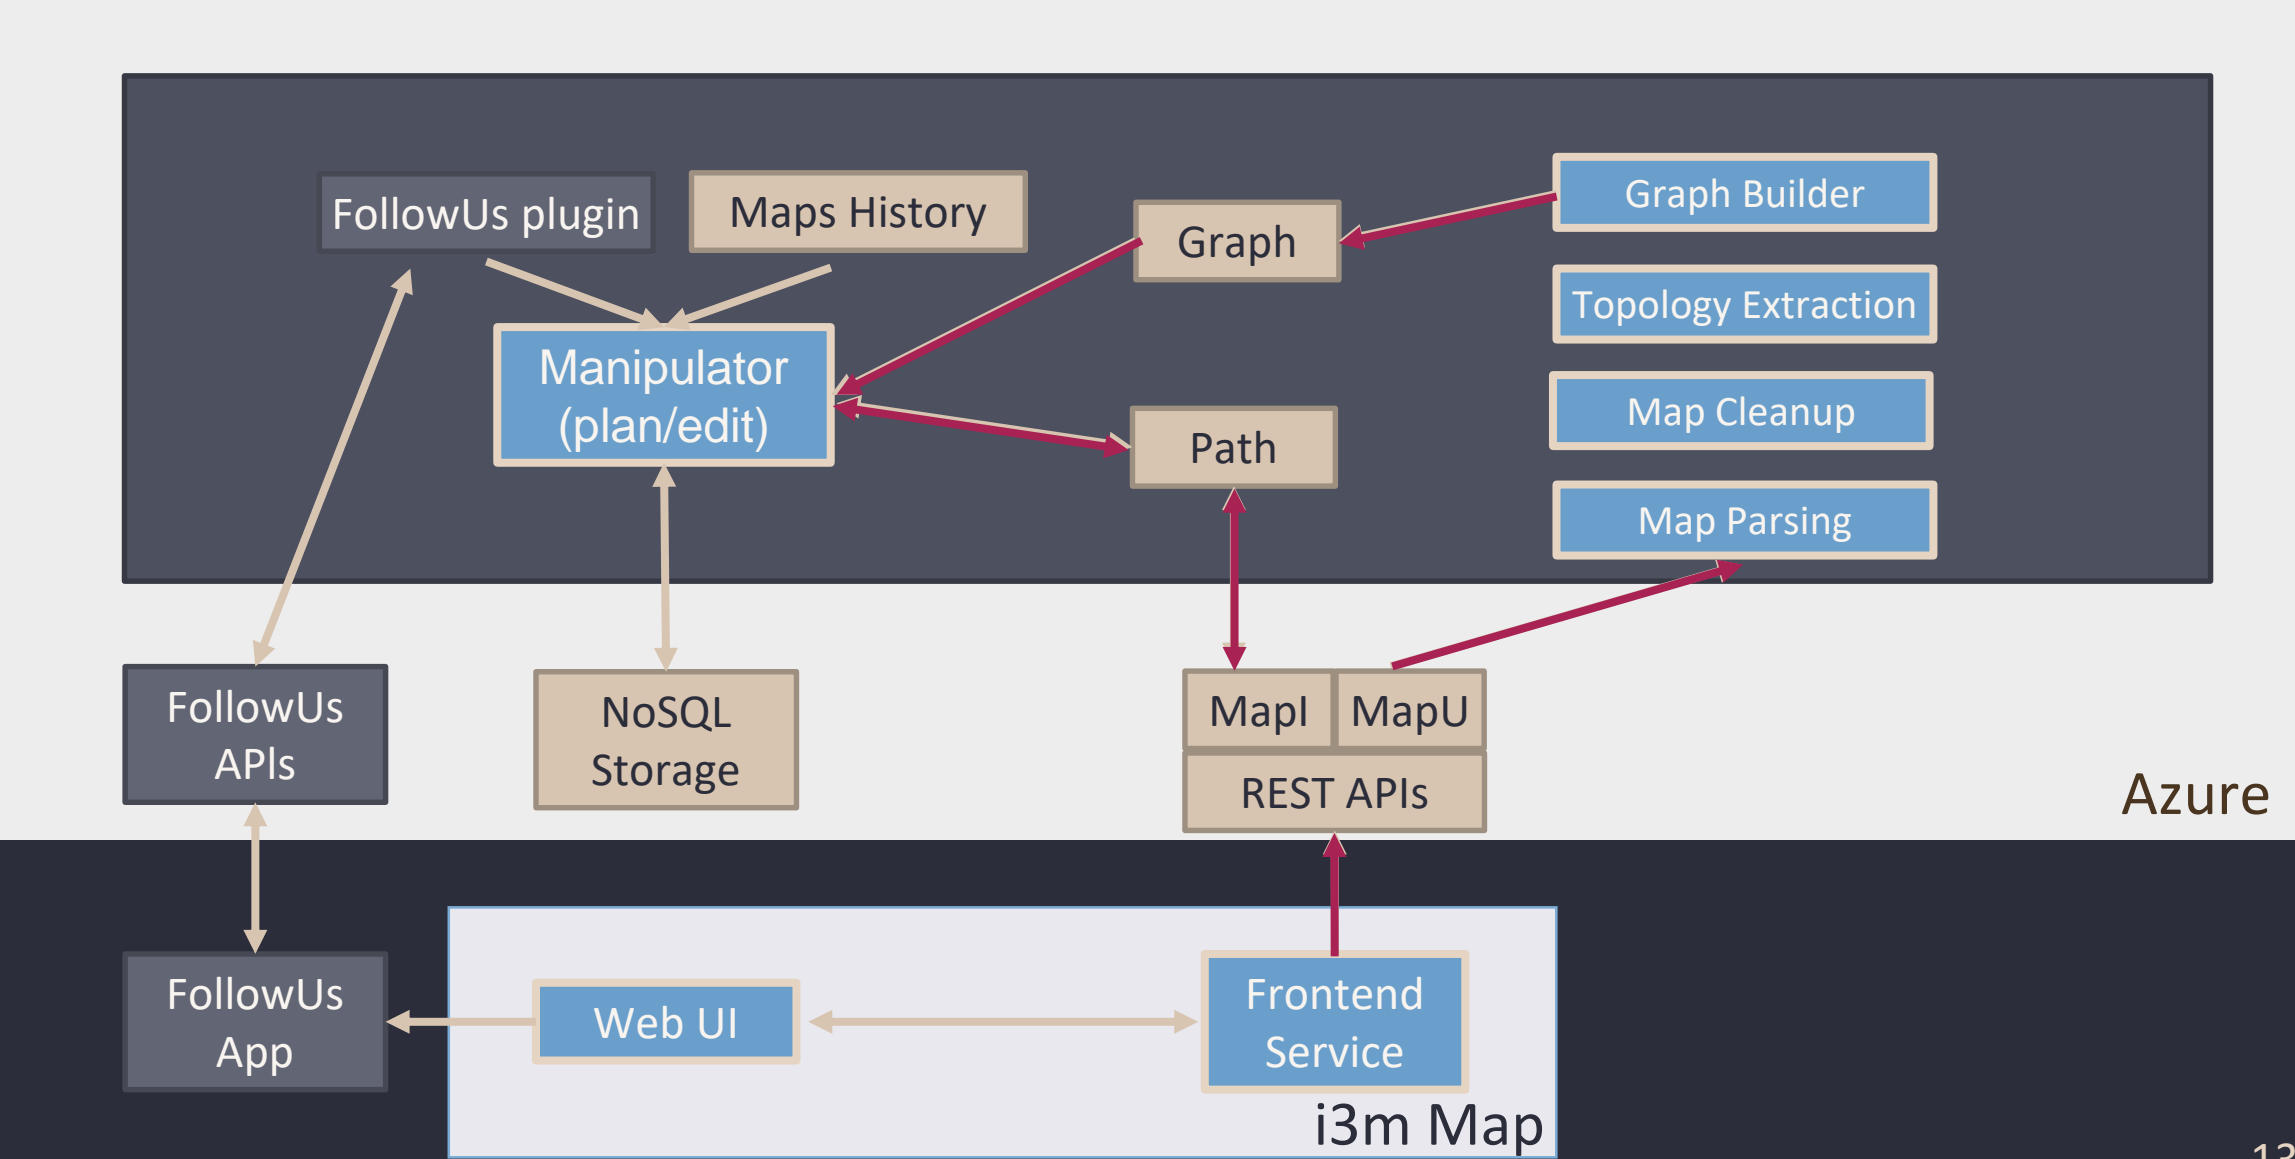 FollowUs plugin
Maps History
Graph
Graph Builder
Topology Extraction
Map Cleanup
Map Parsing
Manipulator
(plan/edit)
Path
FollowUs
APIs
NoSQL
Storage
MapI
MapU
REST APIs
Azure
FollowUs
App
Web UI
Frontend
Service
i3m Map
13